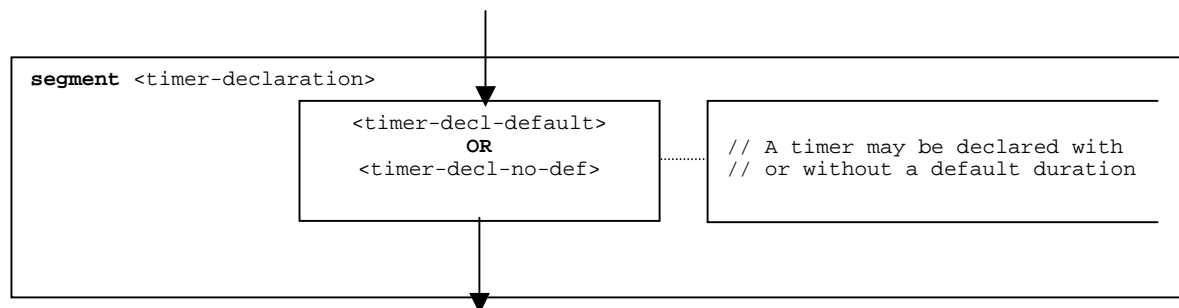 segment <timer-declaration>
<timer-decl-default>
OR
<timer-decl-no-def>
// A timer may be declared with
// or without a default duration